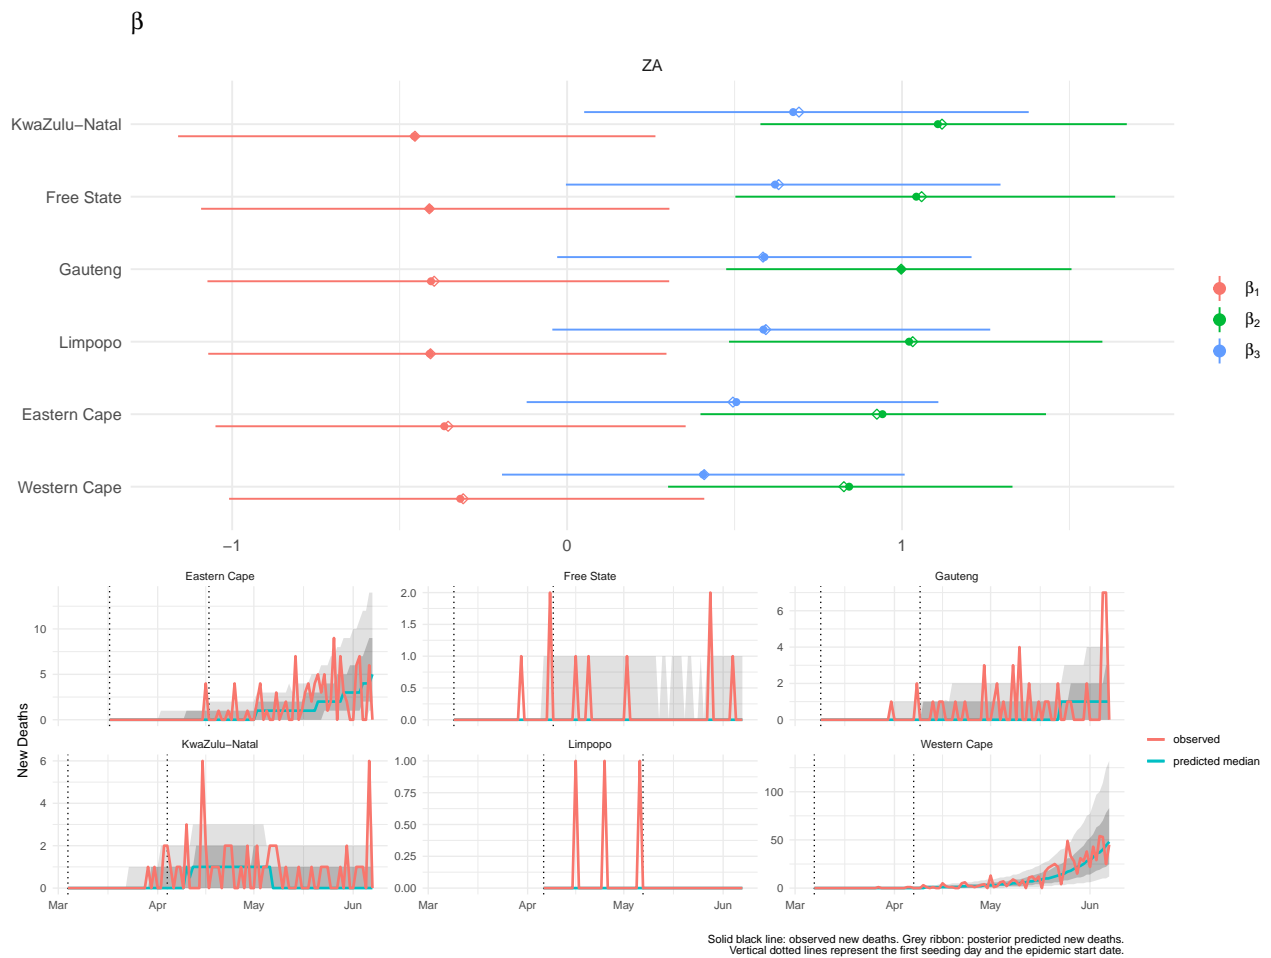 β
ZA
KwaZulu−Natal
Free State
Gauteng
Limpopo
Eastern Cape
Western Cape
−1 0 1
β1
β2
β3
Eastern Cape Free State Gauteng
10
5
0
2.0
1.5
1.0
0.5
0.0
6
4
2
0
KwaZulu−Natal Limpopo Western Cape
6
4
2
0
1.00
0.75
0.50
0.25
0.00
100
50
0
Mar Apr May Jun Mar May Jun Mar Apr May Jun
New Deaths
observed
predicted median
Solid black line: observed new deaths. Grey ribbon: posterior predicted new deaths.
Vertical dotted lines represent the first seeding day and the epidemic start date.